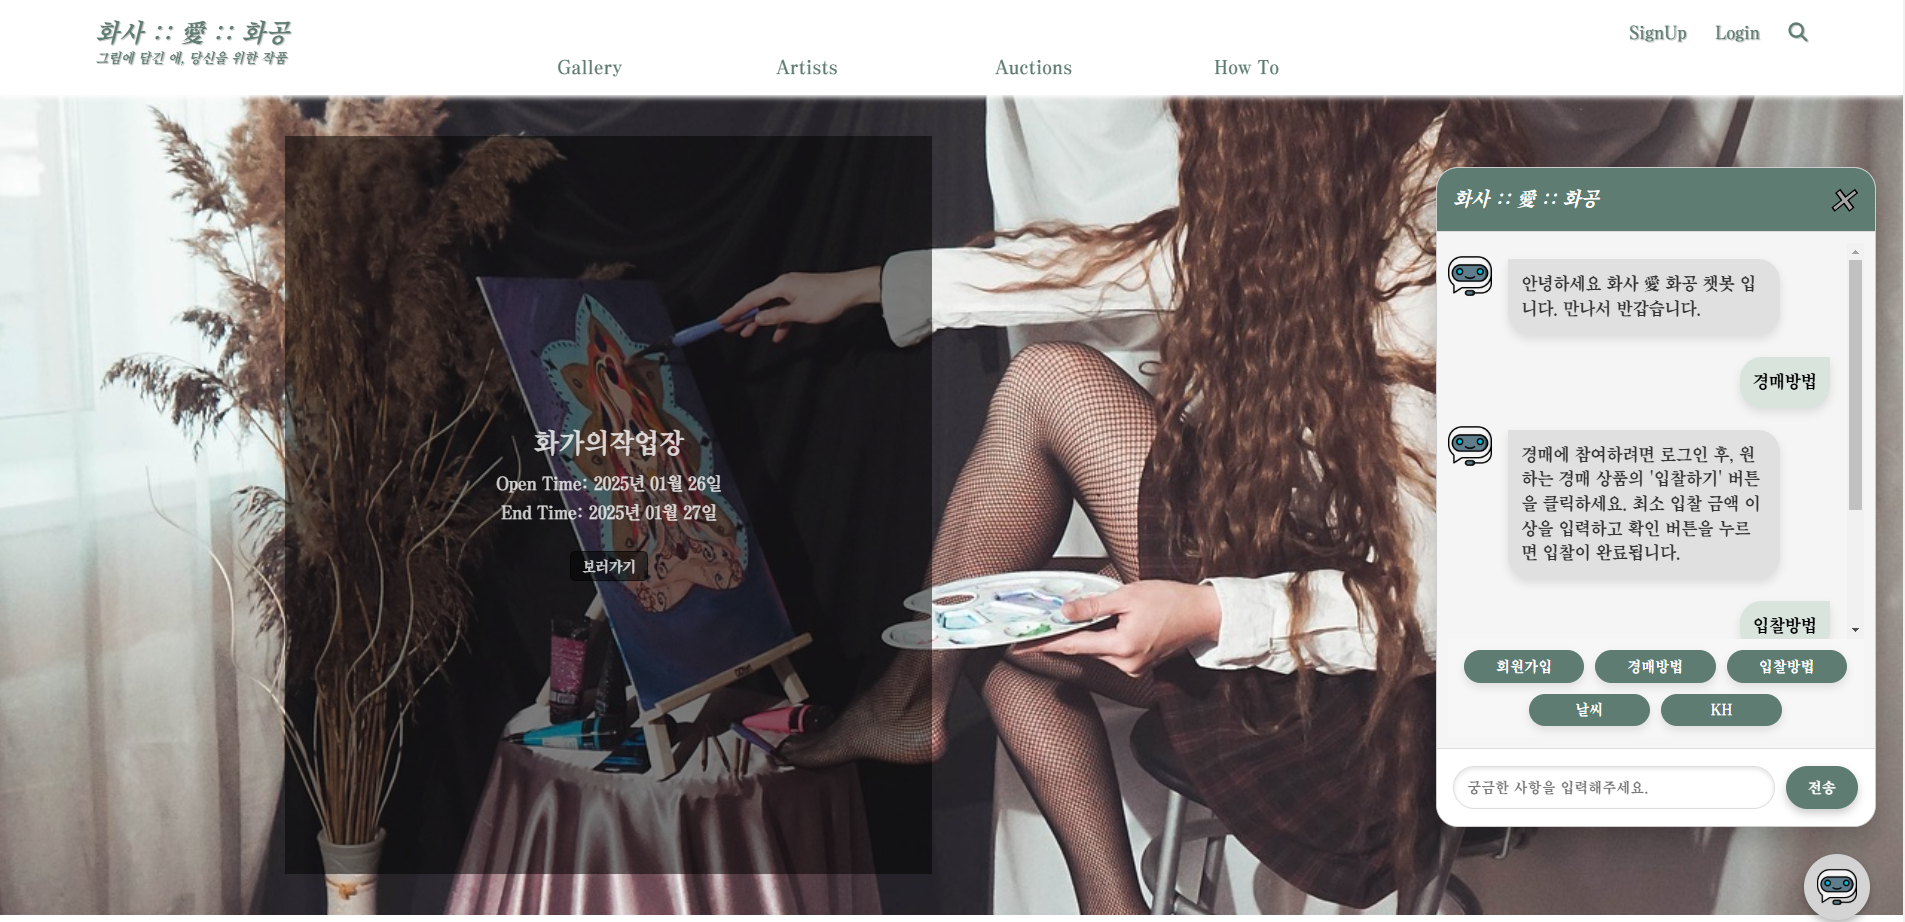 화사 :: 愛 :: 화공
그림에 담긴 애, 당신을 위한 작품
SignUp
Login
Gallery
Artists
Auctions
How To
화가의작업장
Open Time: 2025년 01월 26일
End Time: 2025년 01월 27일
보러가기
화사 :: 愛 :: 화공
안녕하세요 화사 愛 화공 챗봇 입
니다. 만나서 반갑습니다.
경매방법
경매에 참여하려면 로그인 후, 원
하는 경매 상품의 '입찰하기' 버튼
을 클릭하세요. 최소 입찰 금액 이
상을 입력하고 확인 버튼을 누르
면 입찰이 완료됩니다.
입찰방법
회원가입
경매방법
입찰방법
날씨
KH
궁금한 사항을 입력해주세요.
전송